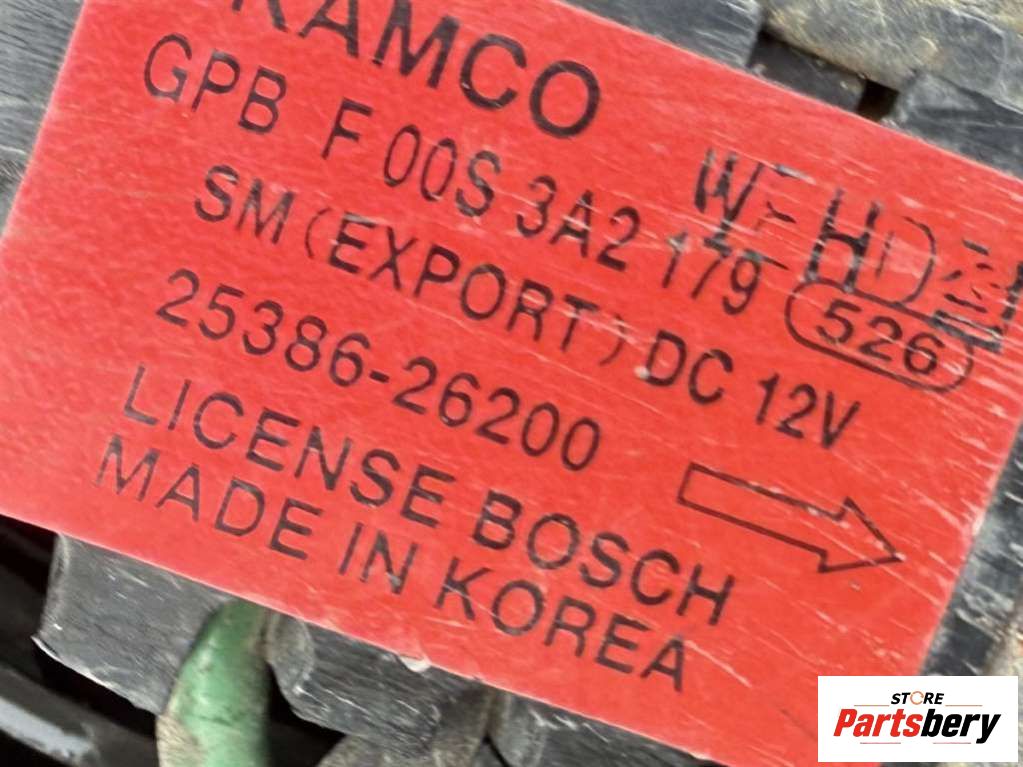 KAMCO
GPB F 00S 3A2 179
SM (EXPORT) DC 12V
526
25386-26200
LICENSE BOSCH
MADE IN KOREA
STORE
Partsbery